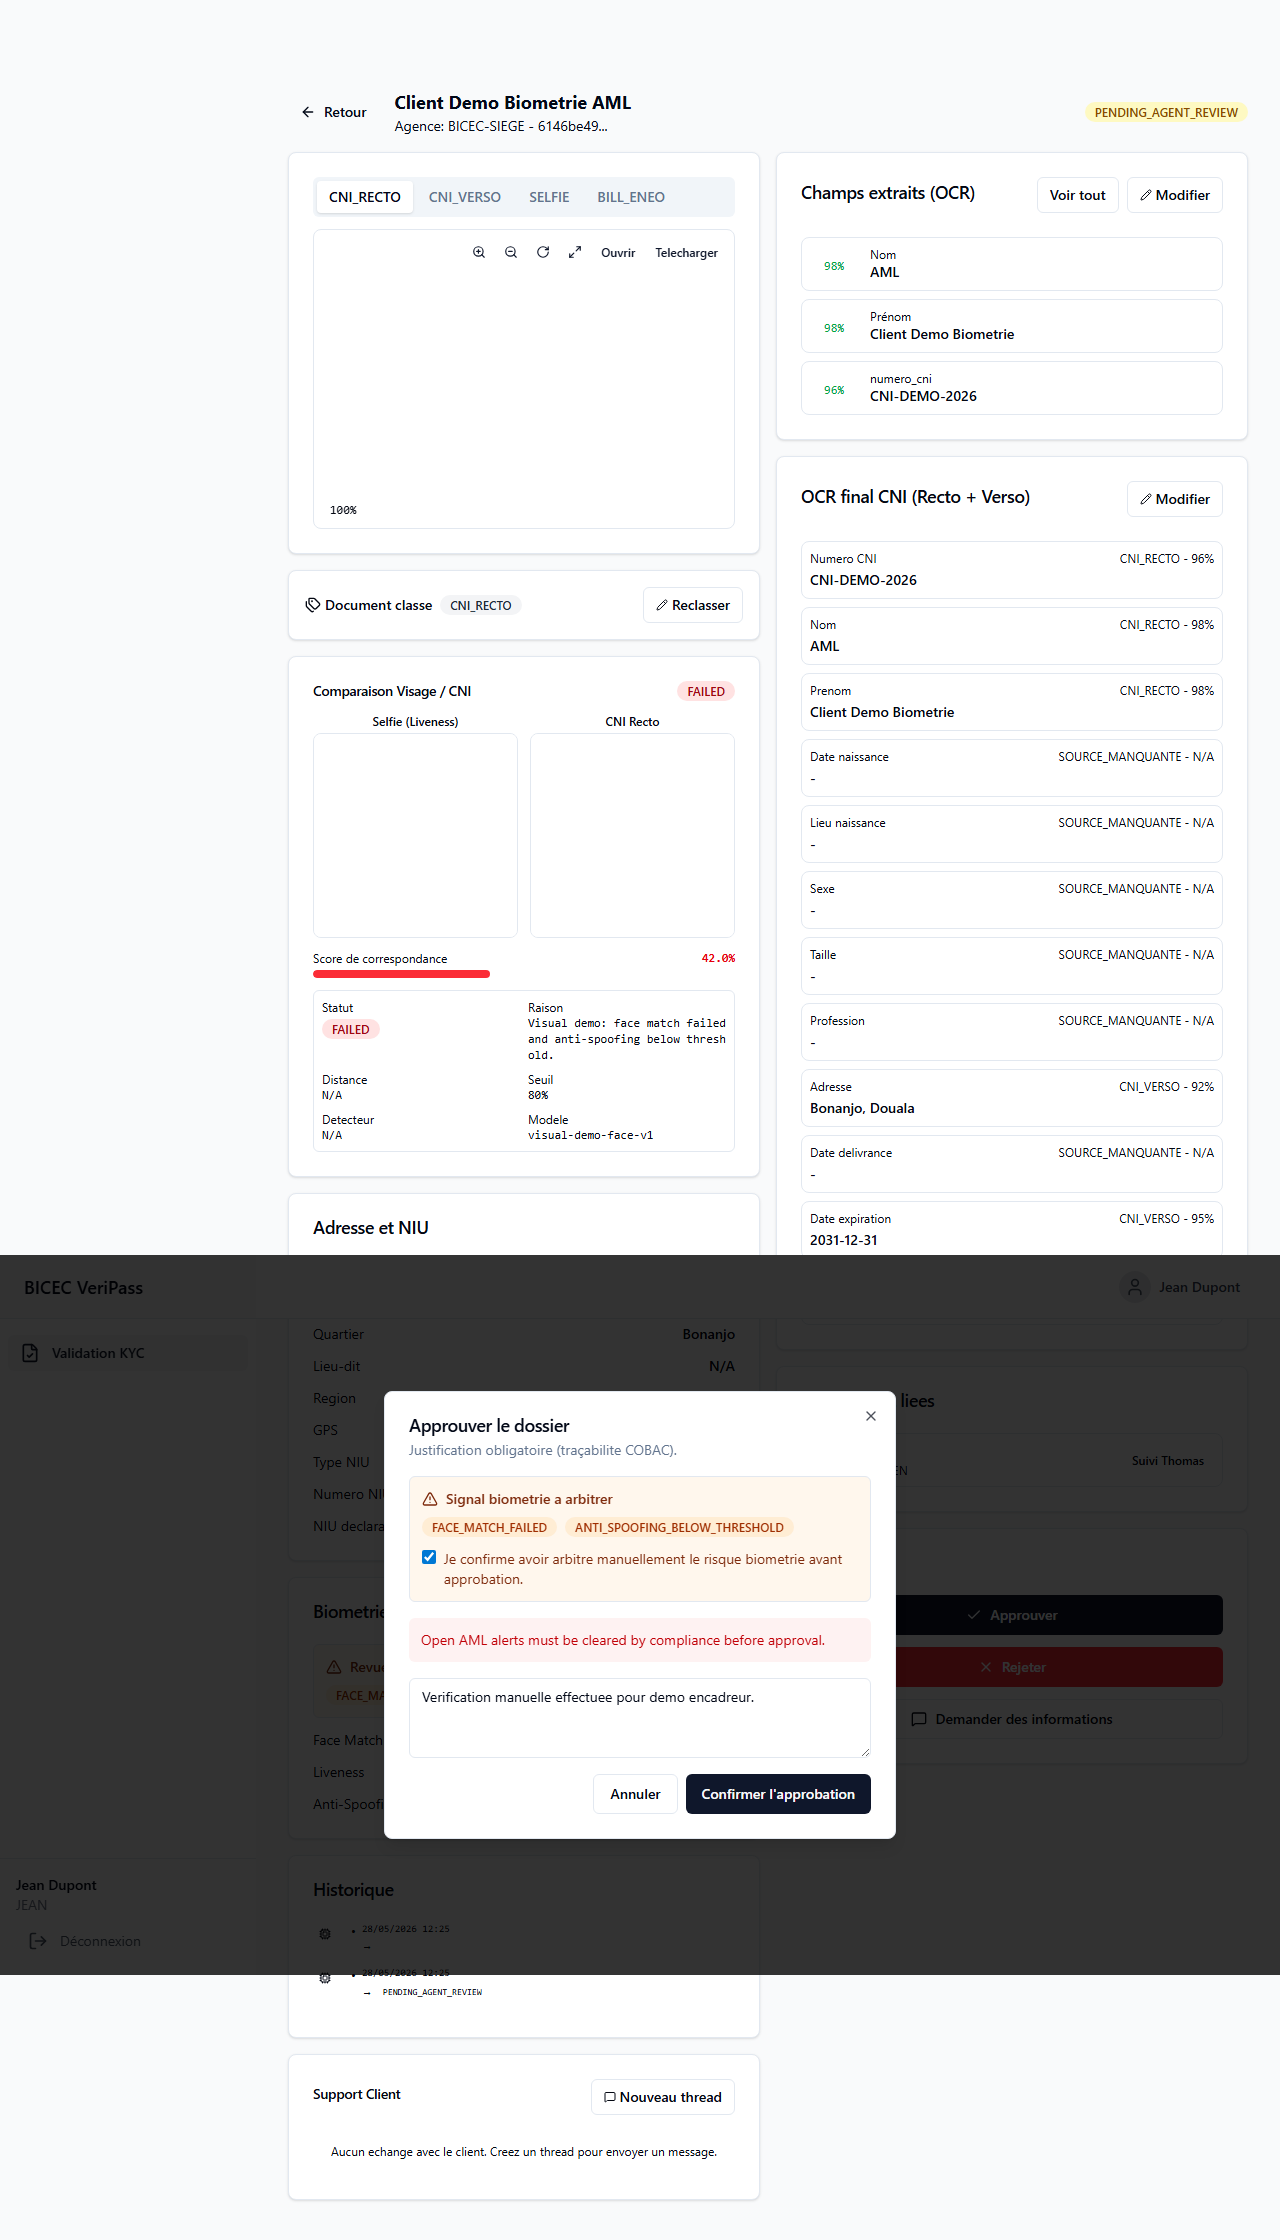 Retour
Client Demo Biometrie AML
Agence: BICEC-SIEGE - 6146be49...
PENDING_AGENT_REVIEW
CNI_RECTO
CNI_VERSO
SELFIE
BILL_ENEO
Ouvrir
Telecharger
100%
Document classe
CNI_RECTO
Reclasser
Comparaison Visage / CNI
FAILED
Selfie (Liveness)
CNI Recto
Score de correspondance
42.0%
Statut
FAILED
Raison
Visual demo: face match failed
and anti-spoofing below thresh
old.
Distance
N/A
Seuil
80%
Detecteur
N/A
Modele
visual-demo-face-v1
Adresse et NIU
Champs extraits (OCR)
Voir tout
Modifier
98%
Nom
AML
98%
Prénom
Client Demo Biometrie
96%
numero_cni
CNI-DEMO-2026
OCR final CNI (Recto + Verso)
Modifier
Numero CNI
CNI_RECTO - 96%
CNI-DEMO-2026
Nom
CNI_RECTO - 98%
AML
Prenom
CNI_RECTO - 98%
Client Demo Biometrie
Date naissance
SOURCE_MANQUANTE - N/A
-
Lieu naissance
SOURCE_MANQUANTE - N/A
-
Sexe
SOURCE_MANQUANTE - N/A
-
Taille
SOURCE_MANQUANTE - N/A
-
Profession
SOURCE_MANQUANTE - N/A
-
Adresse
CNI_VERSO - 92%
Bonanjo, Douala
Date delivrance
SOURCE_MANQUANTE - N/A
-
Date expiration
CNI_VERSO - 95%
2031-12-31
BICEC VeriPass
Jean Dupont
Validation KYC
Quartier
Bonanjo
Lieu-dit
N/A
Region
GPS
Type NIU
Numero NI
NIU declara
liees
EN
Suivi Thomas
Approuver le dossier
Justification obligatoire (traçabilite COBAC).
Signal biometrie a arbitrer
FACE_MATCH_FAILED
ANTI_SPOOFING_BELOW_THRESHOLD
Je confirme avoir arbitre manuellement le risque biometrie avant
approbation.
Open AML alerts must be cleared by compliance before approval.
Verification manuelle effectuee pour demo encadreur.
Annuler
Confirmer l'approbation
Approuver
Rejeter
Demander des informations
Biometrie
Revue
FACE_MA
Face Match
Liveness
Anti-Spoofi
Jean Dupont
JEAN
Déconnexion
Historique
• 28/05/2026 12:25
→
• 28/05/2026 12:25
→ PENDING_AGENT_REVIEW
Support Client
Nouveau thread
Aucun echange avec le client. Creez un thread pour envoyer un message.